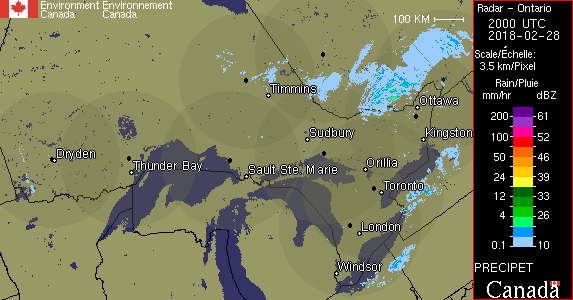 Environment Environnement
Canada Canada
100 KM
Timmins
Ottawa
Sudbury
Kingston
Dryden
Thunder Bay
Sault Ste. Marie
Orillia
Toronto
London
Windsor
Radar - Ontario
2000 UTC
2018-02-28
Scale/Échelle:
3.5 km/Pixel
Rain/Pluie
mm/hr dBZ
200 61
100 52
50 46
24 39
12 33
4 26
0.1 10
PRECIPET
Canada